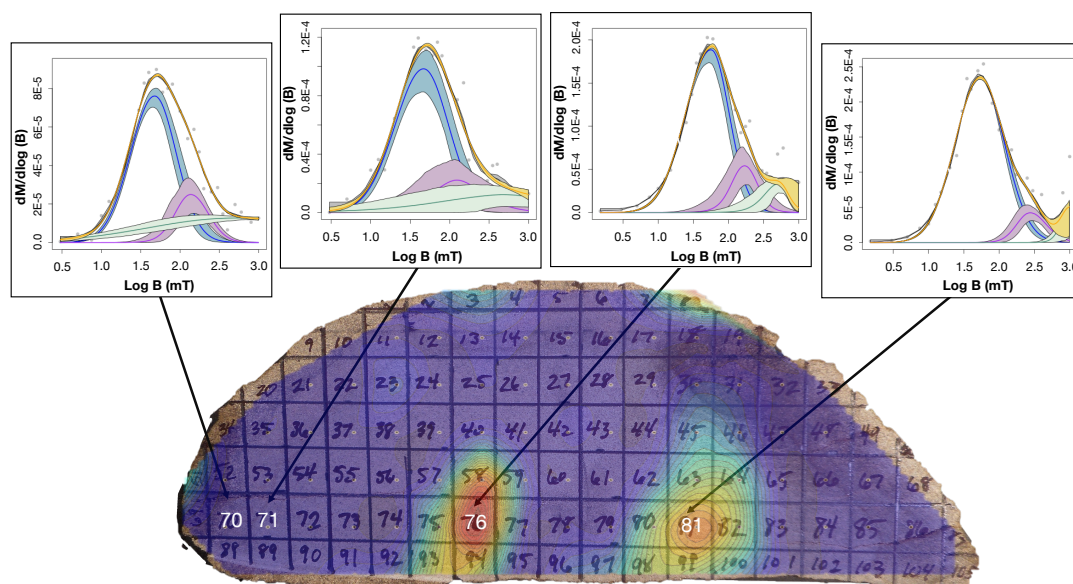 dM/dlog (B)
8E-5
6E-5
4E-5
2E-5
0.0
0.5 1.0 1.5 2.0 2.5 3.0
Log B (mT)
dM/dlog (B)
1.2E-4
0.8E-4
0.4E-4
0.0
0.5 1.0 1.5 2.0 2.5 3.0
Log B (mT)
dM/dlog (B)
2.0E-4
1.5E-4
1.0E-4
0.5E-4
0.0
0.5 1.0 1.5 2.0 2.5 3.0
Log B (mT)
dM/dlog (B)
2.5E-4
2E-4
1.5E-4
1E-4
5E-5
0.0
0.5 1.0 1.5 2.0 2.5 3.0
Log B (mT)
2 3 4 5 6 7 8
9 10 11 12 13 14 15 16 17 18 19
20 21 22 23 24 25 26 27 28 29 30 31 32 33
34 35 36 37 38 39 40 41 42 43 44 45 46 47 48 49
53 54 55 56 57 58 59 60 61 62 63 64 65 66 67 68
70 71 72 73 74 75 76 77 78 79 80 81 82 83 84 85 86
88 89 90 91 92 93 94 95 96 97 98 99 100 101 102 103 104